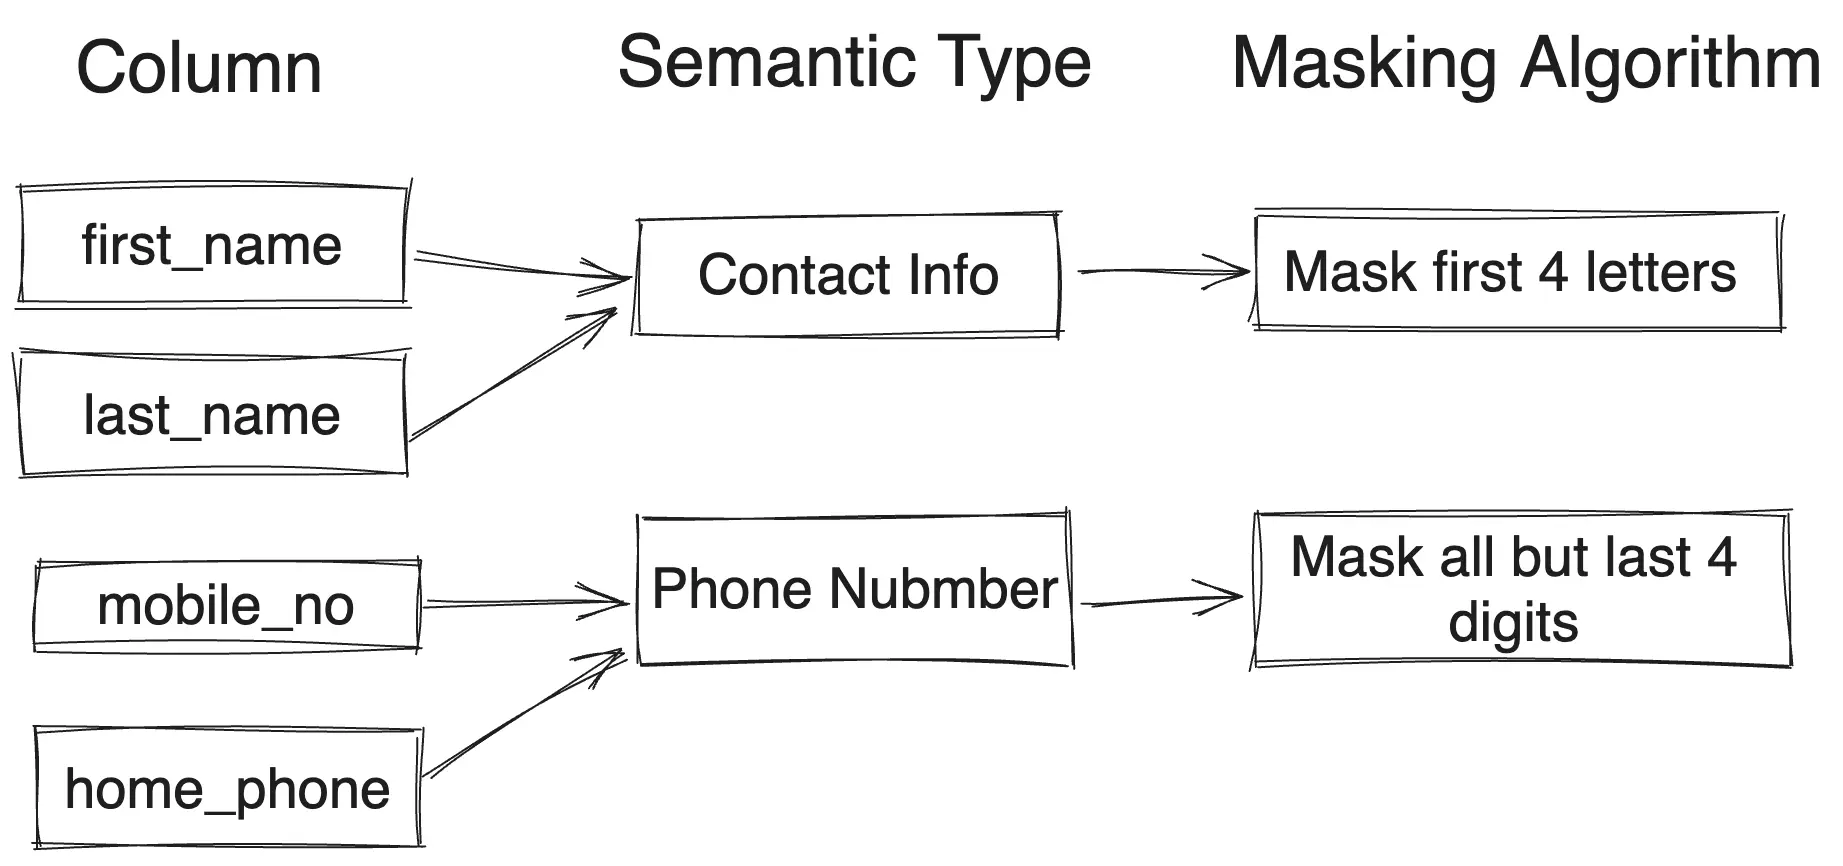 Column
Semantic Type
Masking Algorithm
first_name
Contact Info
Mask first 4 letters
last_name
mobile_no
Phone Nubmber
Mask all but last 4
digits
home_phone